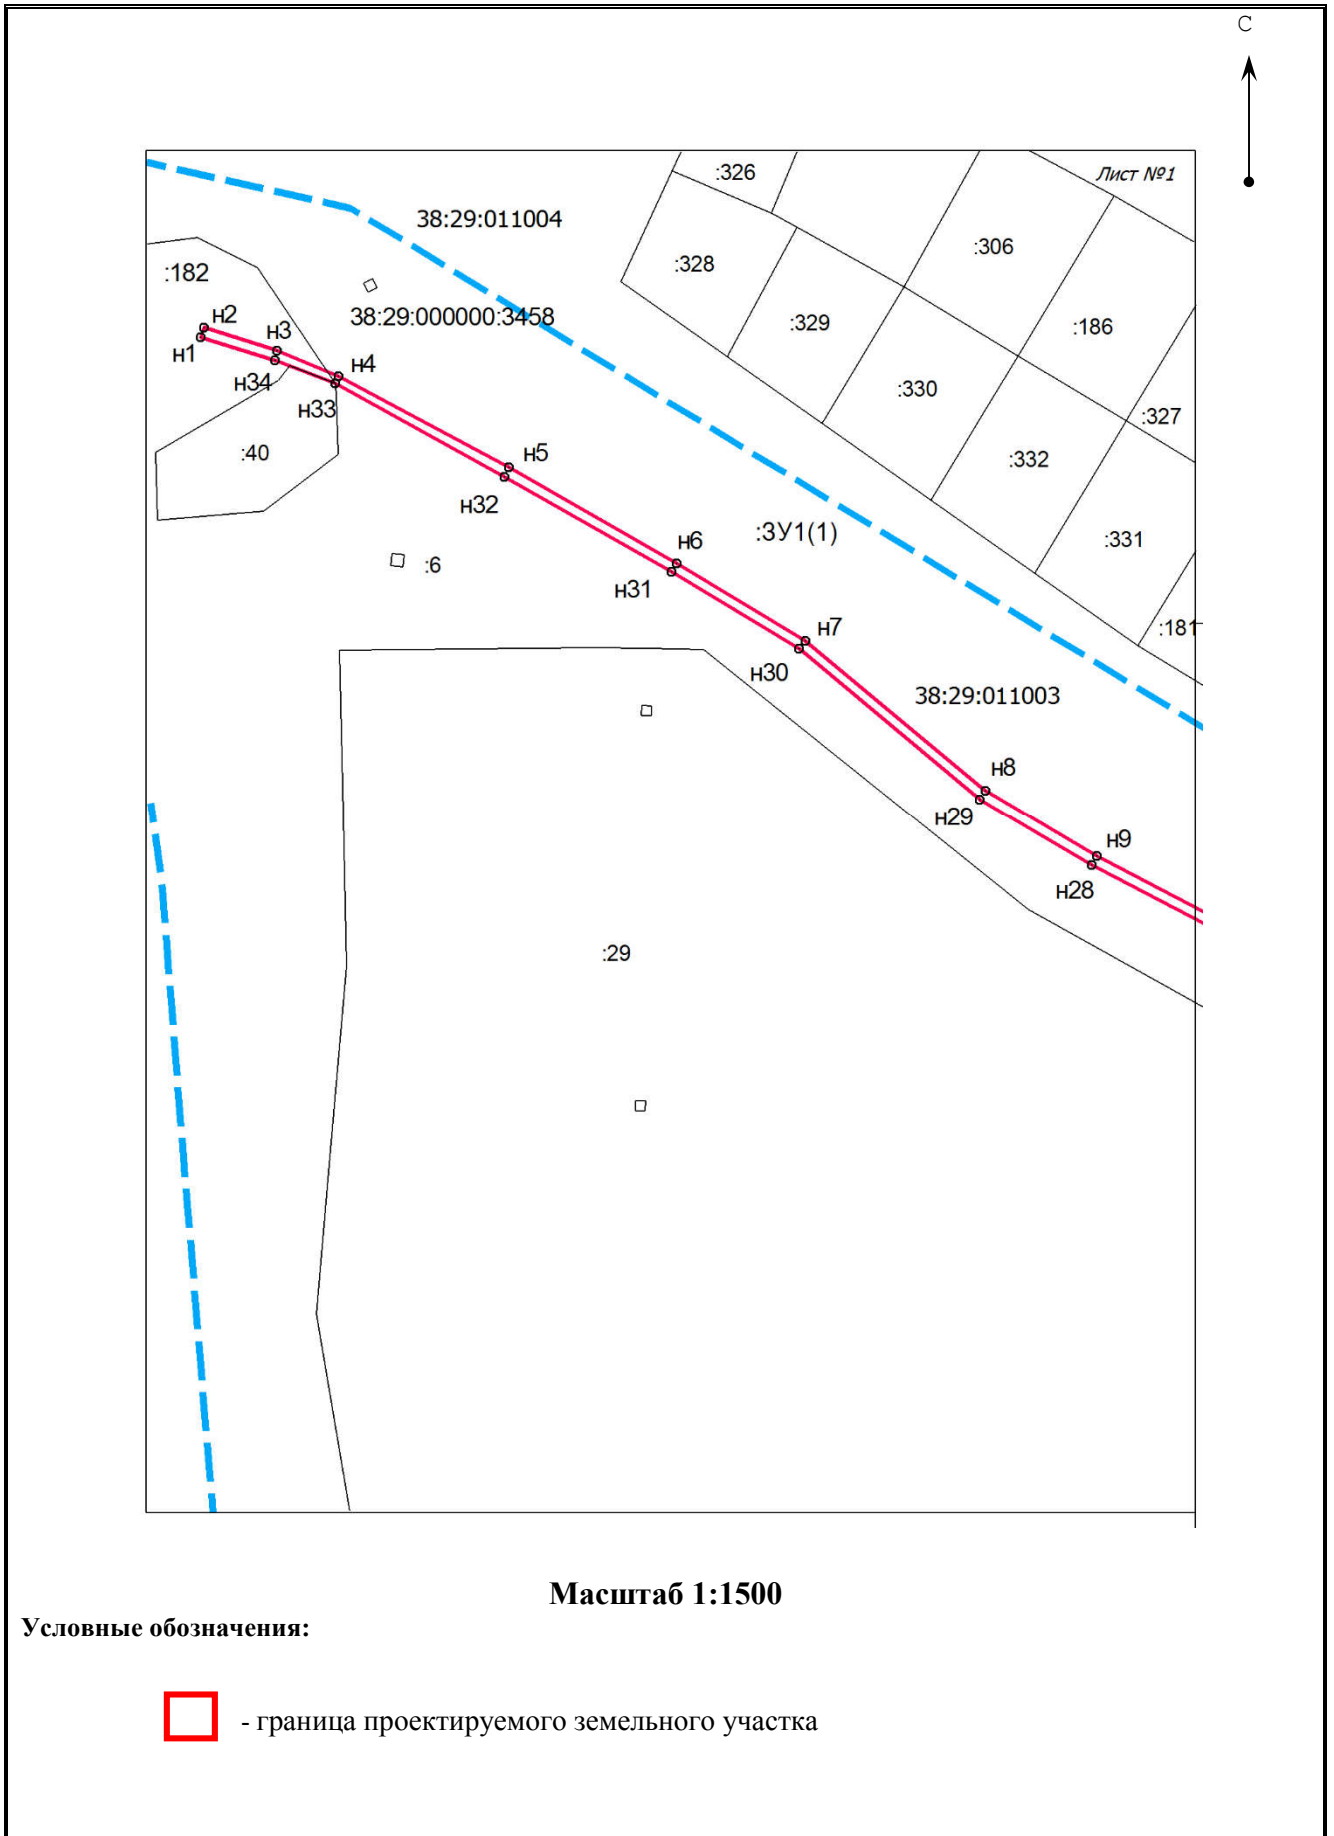 С
Лист №1
:326
38:29:011004
:306
:328
:182
38:29:000000:3458
:329
:186
н2
н3
н1
н4
н34
:330
н33
:327
:40
н5
:332
н32
:3У1(1)
:331
н6
:6
н31
н7
:181
н30
38:29:011003
н8
н29
н9
н28
:29
Масштаб 1:1500
Условные обозначения:
- граница проектируемого земельного участка